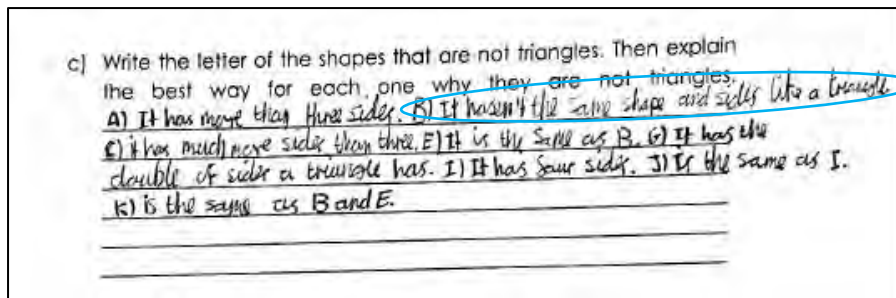 c) Write the letter of the shapes that are not triangles. Then explain
the best way for each one why they are not triangles.
A) It has more than three sides. B) It hasen't the same shape and sides like a triangle
C) it has much more sides than three. E) It is the same as B. G) It has the
double of sides a triangle has. I) It has four sides. J) Is the same as I.
K) is the same as B and E.